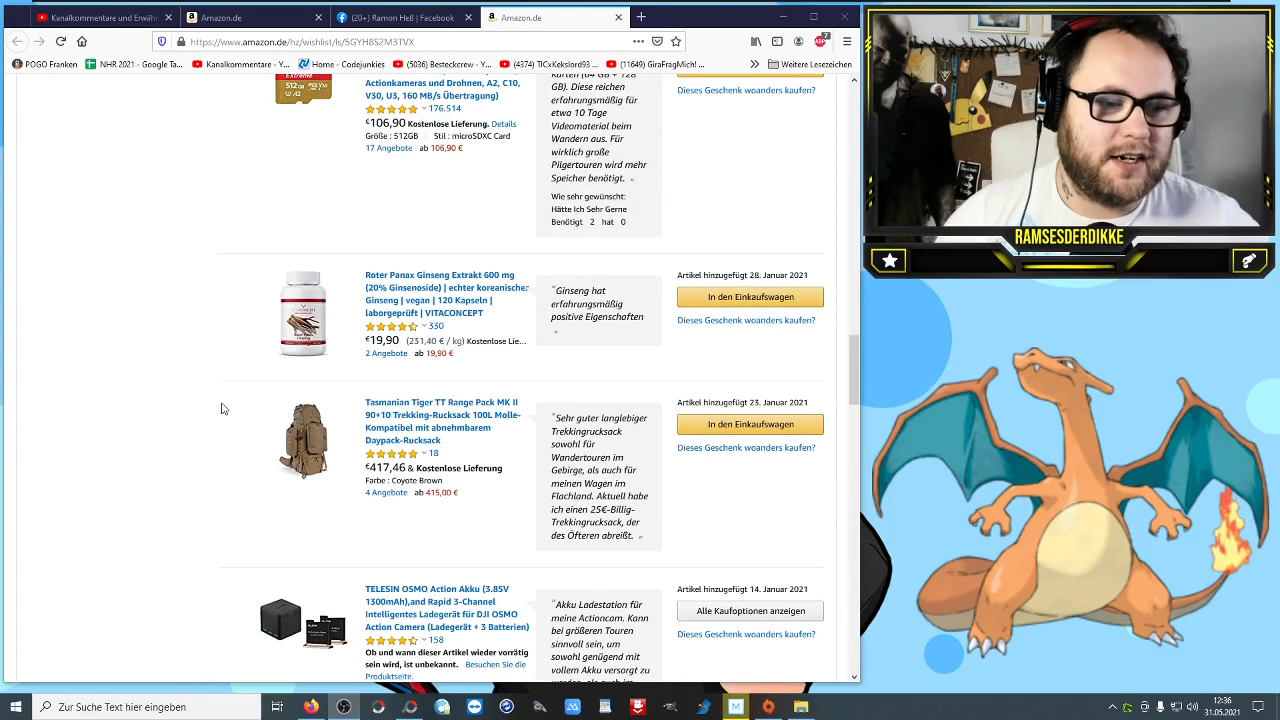 Kanalkommentare und Erwähn
Amazon.de
(20+) Ramon Heß | Facebook
Amazon.de
https://www.amazon.de/hz/wishlist/ls/5GYH8S2M3TVX
7
POGO Franken
NHR 2021 - Google Ta...
Kanalkommentare - Yo...
Home - Codejunkies
(5036) Besteckcrew - Y...
(4374) TICxKekslord93 ...
(11649) GiraFragMich! ...
Weitere Lesezeichen
Extreme
512GB
Actionkameras und Drohnen, A2, C10,
V30, U3, 160 MB/s Übertragung)
176.514
€106,90 Kostenlose Lieferung. Details
Größe : 512GB
Stil : microSDXC Card
17 Angebote ab 106,90 €
Karten (64 GB + 128
GB). Diese reichen
erfahrungsmäßig für
etwa 10 Tage
Videomaterial beim
Wandern aus. Für
wirklich große
Pilgertouren wird mehr
Speicher benötigt. „
Wie sehr gewünscht:
Hätte Ich Sehr Gerne
Benötigt 2 hat 0
Dieses Geschenk woanders kaufen?
Roter Panax Ginseng Extrakt 600 mg
(20% Ginsenoside) | echter koreanischer
Ginseng | vegan | 120 Kapseln |
laborgeprüft | VITACONCEPT
330
€19,90 (231,40 € / kg) Kostenlose Lie...
2 Angebote ab 19,90 €
“Ginseng hat
erfahrungsmäßig
positive Eigenschaften
„
Artikel hinzugefügt 28. Januar 2021
In den Einkaufswagen
Dieses Geschenk woanders kaufen?
Tasmanian Tiger TT Range Pack MK II
90+10 Trekking-Rucksack 100L Molle-
Kompatibel mit abnehmbarem
Daypack-Rucksack
18
€417,46 & Kostenlose Lieferung
Farbe : Coyote Brown
4 Angebote ab 415,00 €
“Sehr guter langlebiger
Trekkingrucksack
sowohl für
Wandertouren im
Gebirge, als auch für
meinen Wagen im
Flachland. Aktuell habe
ich einen 25€-Billig-
Trekkingrucksack, der
des Öfteren abreißt. „
Artikel hinzugefügt 23. Januar 2021
In den Einkaufswagen
Dieses Geschenk woanders kaufen?
TELESIN OSMO Action Akku (3.85V
1300mAh),and Rapid 3-Channel
Intelligentes Ladegerät für DJI OSMO
Action Camera (Ladegerät + 3 Batterien)
158
Ob und wann dieser Artikel wieder vorrätig
sein wird, ist unbekannt. Besuchen Sie die
Produktseite.
“Akku Ladestation für
meine Actioncam. Kann
bei größeren Touren
sinnvoll sein, um
sowohl genügend mit
vollem Akku versorgt zu
Artikel hinzugefügt 14. Januar 2021
Alle Kaufoptionen anzeigen
Dieses Geschenk woanders kaufen?
RAMSESDERDIKKE
Zur Suche Text hier eingeben
12:36
31.05.2021